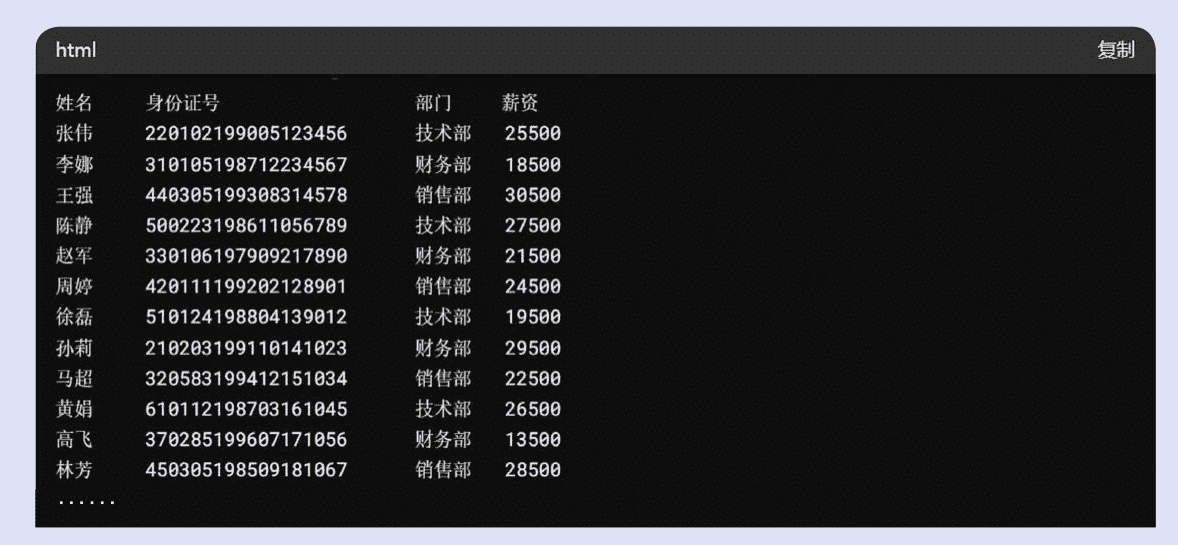 html 复制
姓名 身份证号 部门 薪资
张伟 220102199005123456 技术部 25500
李娜 310105198712234567 财务部 18500
王强 440305199308314578 销售部 30500
陈静 500223198611056789 技术部 27500
赵军 330106197909217890 财务部 21500
周婷 420111199202128901 销售部 24500
徐磊 510124198804139012 技术部 19500
孙莉 210203199110141023 财务部 29500
马超 320583199412151034 销售部 22500
黄娟 610112198703161045 技术部 26500
高飞 370285199607171056 财务部 13500
林芳 450305198509181067 销售部 28500
······